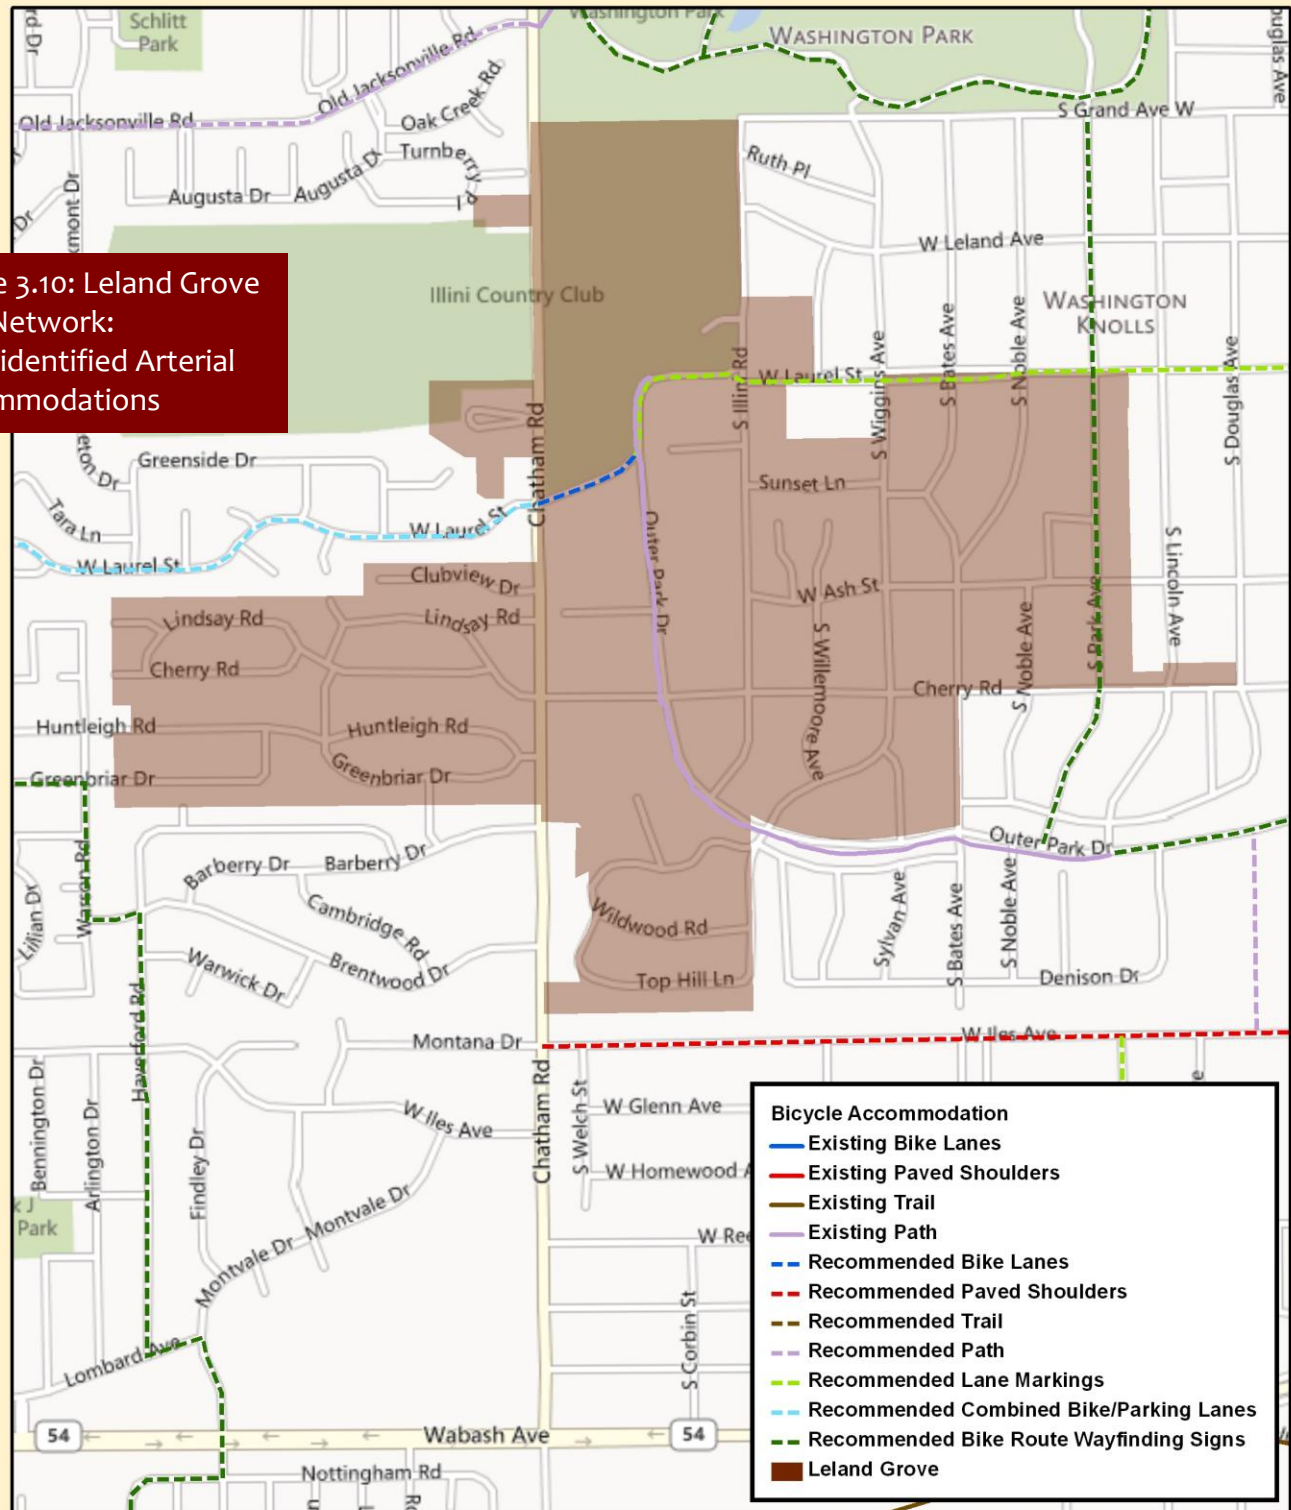 Schlitt
Park
Washington Park
WASHINGTON PARK
Old Jacksonville Rd
Old Jacksonville Rd
Oak Creek Rd
S Grand Ave W
Turnberry
Pl
Ruth Pl
Augusta Dr
Augusta Dr
W Leland Ave
3.10: Leland Grove
Network:
identified Arterial
Illini Country Club
WASHINGTON
KNOLLS
S Illini Rd
S Wiggins Ave
S Bates Ave
S Noble Ave
S Douglas Ave
W Laurel St
Chatham Rd
Greenside Dr
Sunset Ln
Tara Ln
W Laurel St
W Laurel St
Outer Park Dr
S Lincoln Ave
Clubview Dr
W Ash St
Lindsay Rd
Lindsay Rd
S Willemoore Ave
S Noble Ave
S Park Ave
Cherry Rd
Cherry Rd
Huntleigh Rd
Huntleigh Rd
Greenbriar Dr
Greenbriar Dr
Outer Park Dr
Warson Rd
Barberry Dr
Barberry Dr
Lillian Dr
Cambridge Rd
Wildwood Rd
Sylvan Ave
S Bates Ave
S Noble Ave
Warwick Dr
Brentwood Dr
Top Hill Ln
Denison Dr
Haverford Rd
Montana Dr
W Iles Ave
Bennington Dr
Arlington Dr
Findley Dr
W Iles Ave
Chatham Rd
S Welch St
W Glenn Ave
W Homewood
Park
Montvale Dr
Montvale Dr
S Corbin St
Lombard Ave
54
Wabash Ave
54
Nottingham Rd
Bicycle Accommodation
Existing Bike Lanes
Existing Paved Shoulders
Existing Trail
Existing Path
Recommended Bike Lanes
Recommended Paved Shoulders
Recommended Trail
Recommended Path
Recommended Lane Markings
Recommended Combined Bike/Parking Lanes
Recommended Bike Route Wayfinding Signs
Leland Grove